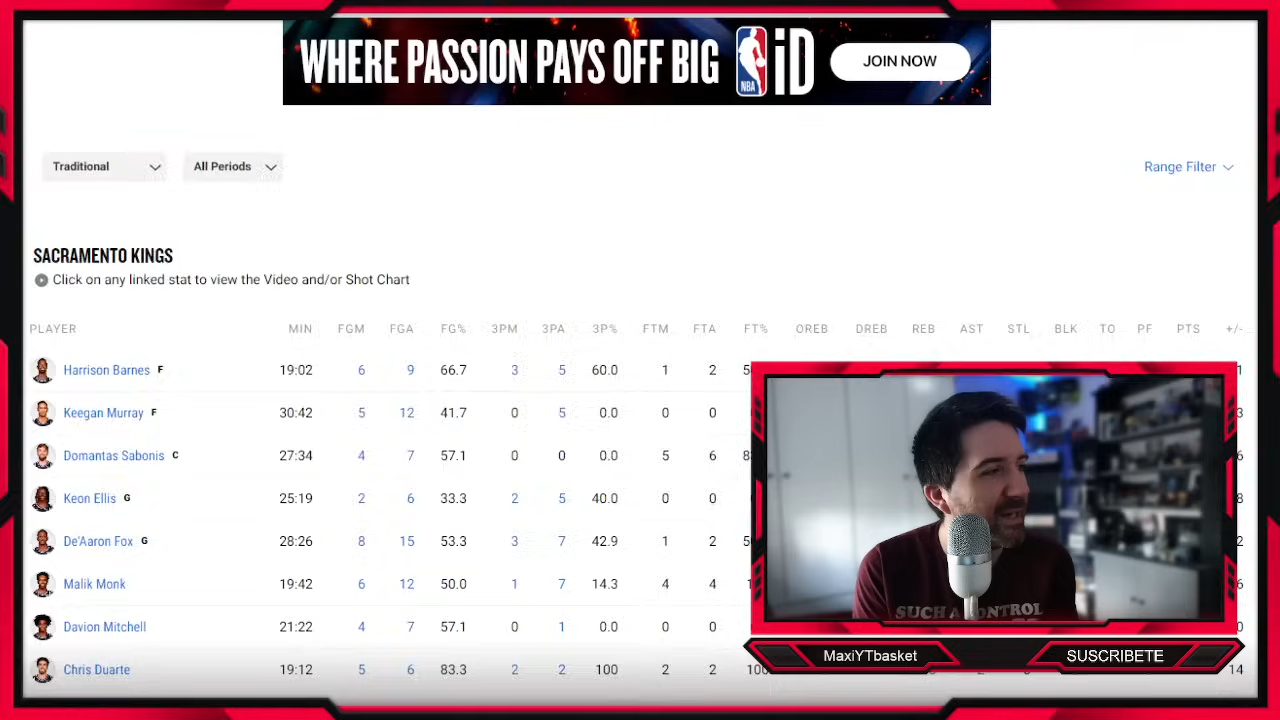 WHERE PASSION PAYS OFF BIG NBA iD JOIN NOW
Traditional All Periods Range Filter
SACRAMENTO KINGS
Click on any linked stat to view the Video and/or Shot Chart
PLAYER MIN FGM FGA FG% 3PM 3PA 3P% FTM FTA FT% OREB DREB REB AST STL BLK TO PF PTS +/-
Harrison Barnes F 19:02 6 9 66.7 3 5 60.0 1 2
Keegan Murray F 30:42 5 12 41.7 0 5 0.0 0 0
Domantas Sabonis C 27:34 4 7 57.1 0 0 0.0 5 6
Keon Ellis G 25:19 2 6 33.3 2 5 40.0 0 0
De'Aaron Fox G 28:26 8 15 53.3 3 7 42.9 1 2
Malik Monk 19:42 6 12 50.0 1 7 14.3 4 4
Davion Mitchell 21:22 4 7 57.1 0 1 0.0 0 0
Chris Duarte 19:12 5 6 83.3 2 2 100 2 2 100 14
SUCH A CONTROL
MaxiYTbasket SUSCRIBETE